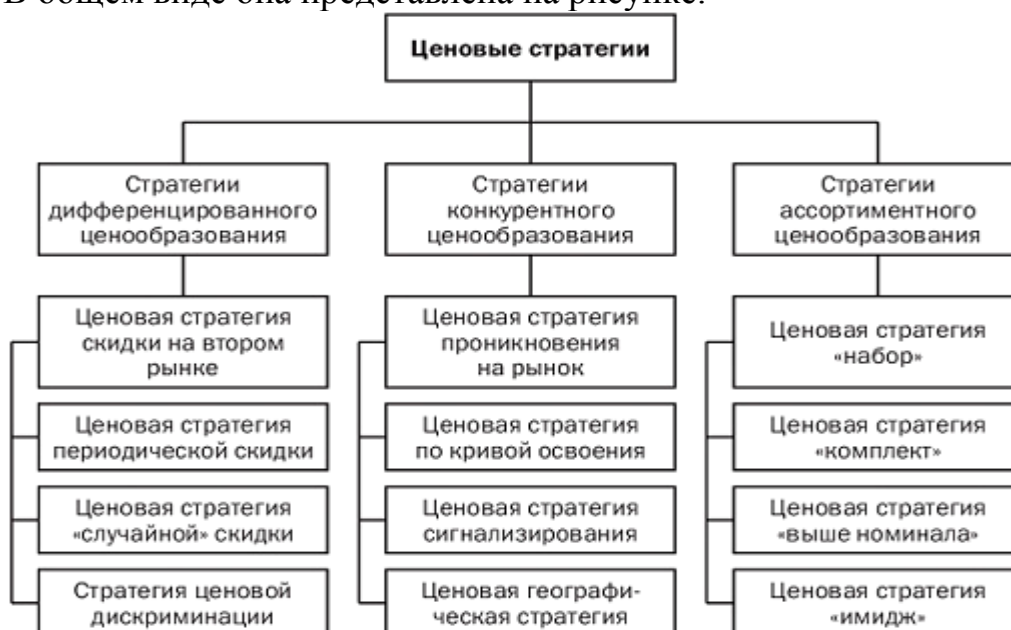 В общем виде она представлена на рисунке.
Ценовые стратегии
Стратегии
дифференцированного
ценообразования
Стратегии
конкурентного
ценообразования
Стратегии
ассортиментного
ценообразования
Ценовая стратегия
скидки на втором
рынке
Ценовая стратегия
проникновения
на рынок
Ценовая стратегия
«набор»
Ценовая стратегия
периодической скидки
Ценовая стратегия
по кривой освоения
Ценовая стратегия
«комплект»
Ценовая стратегия
«случайной» скидки
Ценовая стратегия
сигнализирования
Ценовая стратегия
«выше номинала»
Стратегия ценовой
дискриминации
Ценовая географи-
ческая стратегия
Ценовая стратегия
«имидж»